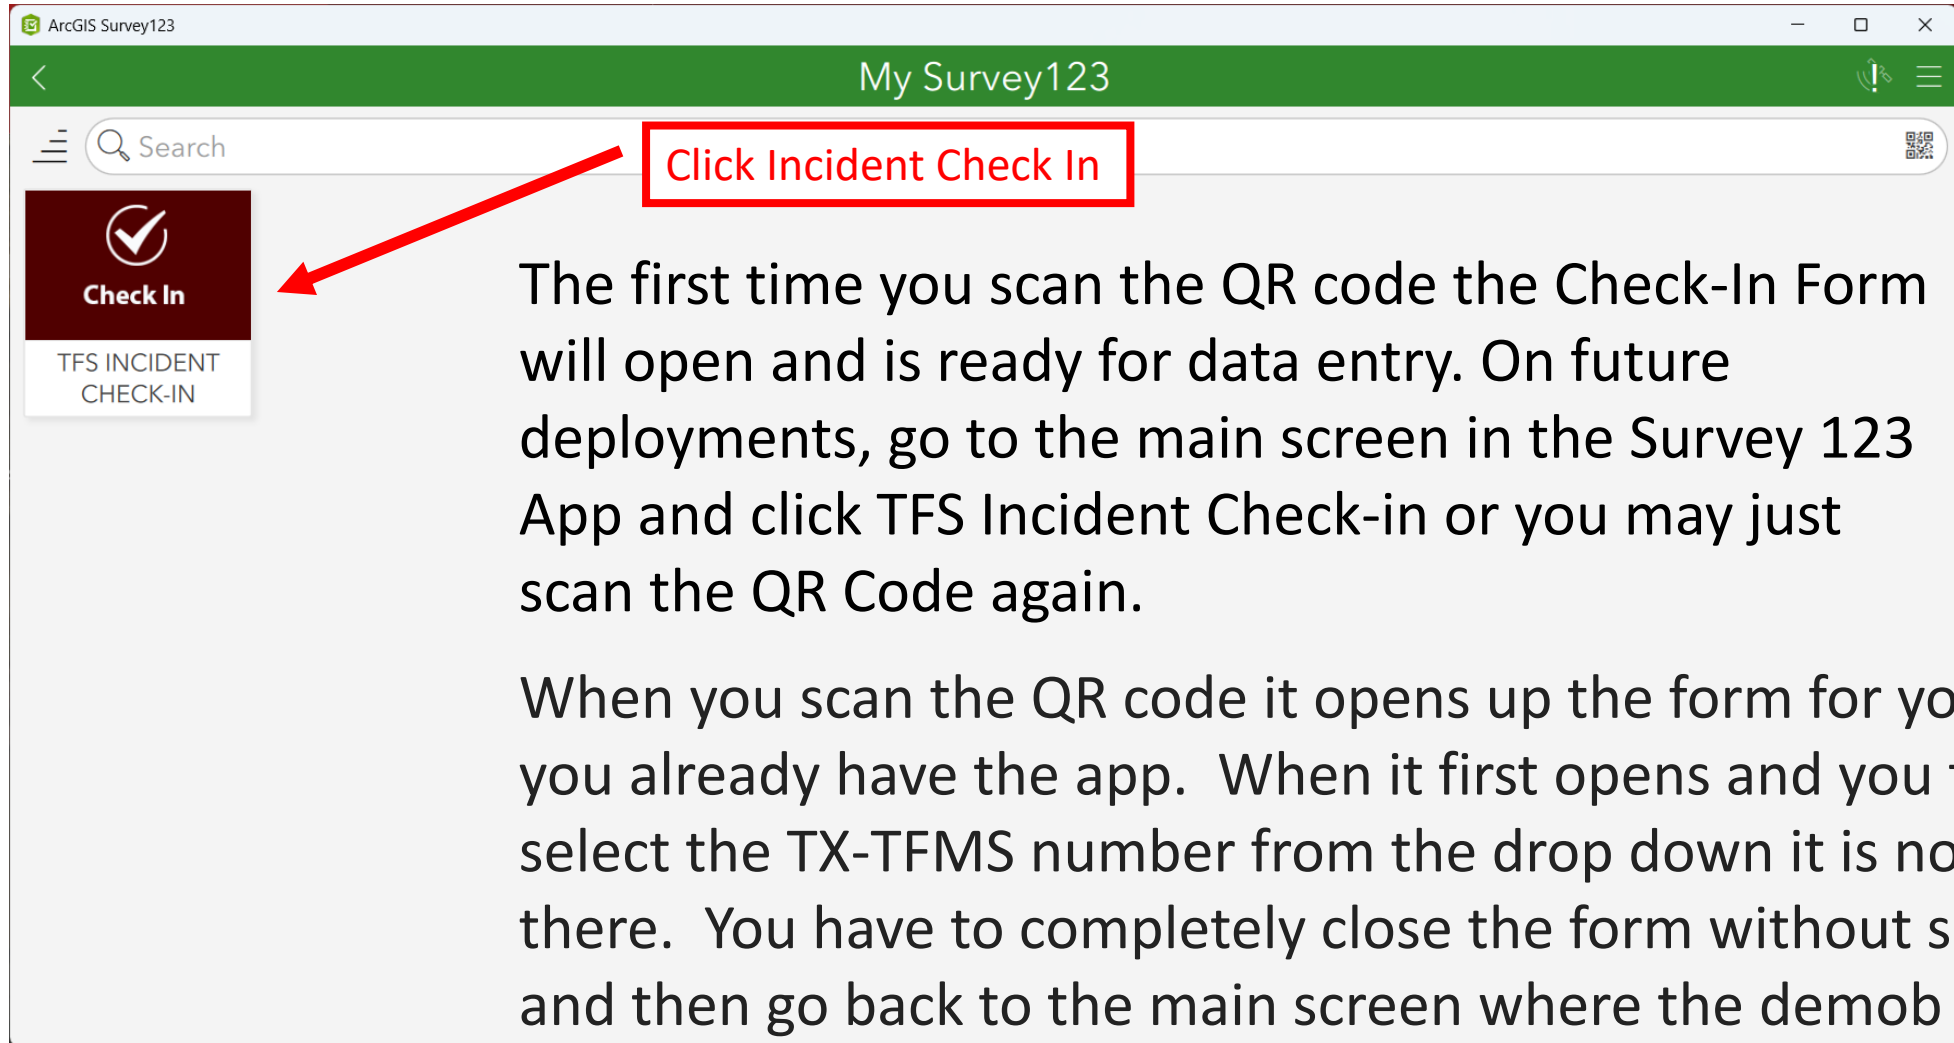 ArcGIS Survey123
My Survey123
Search
Click Incident Check In
Check In
TFS INCIDENT
CHECK-IN
The first time you scan the QR code the Check-In Form
will open and is ready for data entry. On future
deployments, go to the main screen in the Survey 123
App and click TFS Incident Check-in or you may just
scan the QR Code again.
When you scan the QR code it opens up the form for
you already have the app.  When it first opens and you
select the TX-TFMS number from the drop down it is
there.  You have to completely close the form without
and then go back to the main screen where the demob